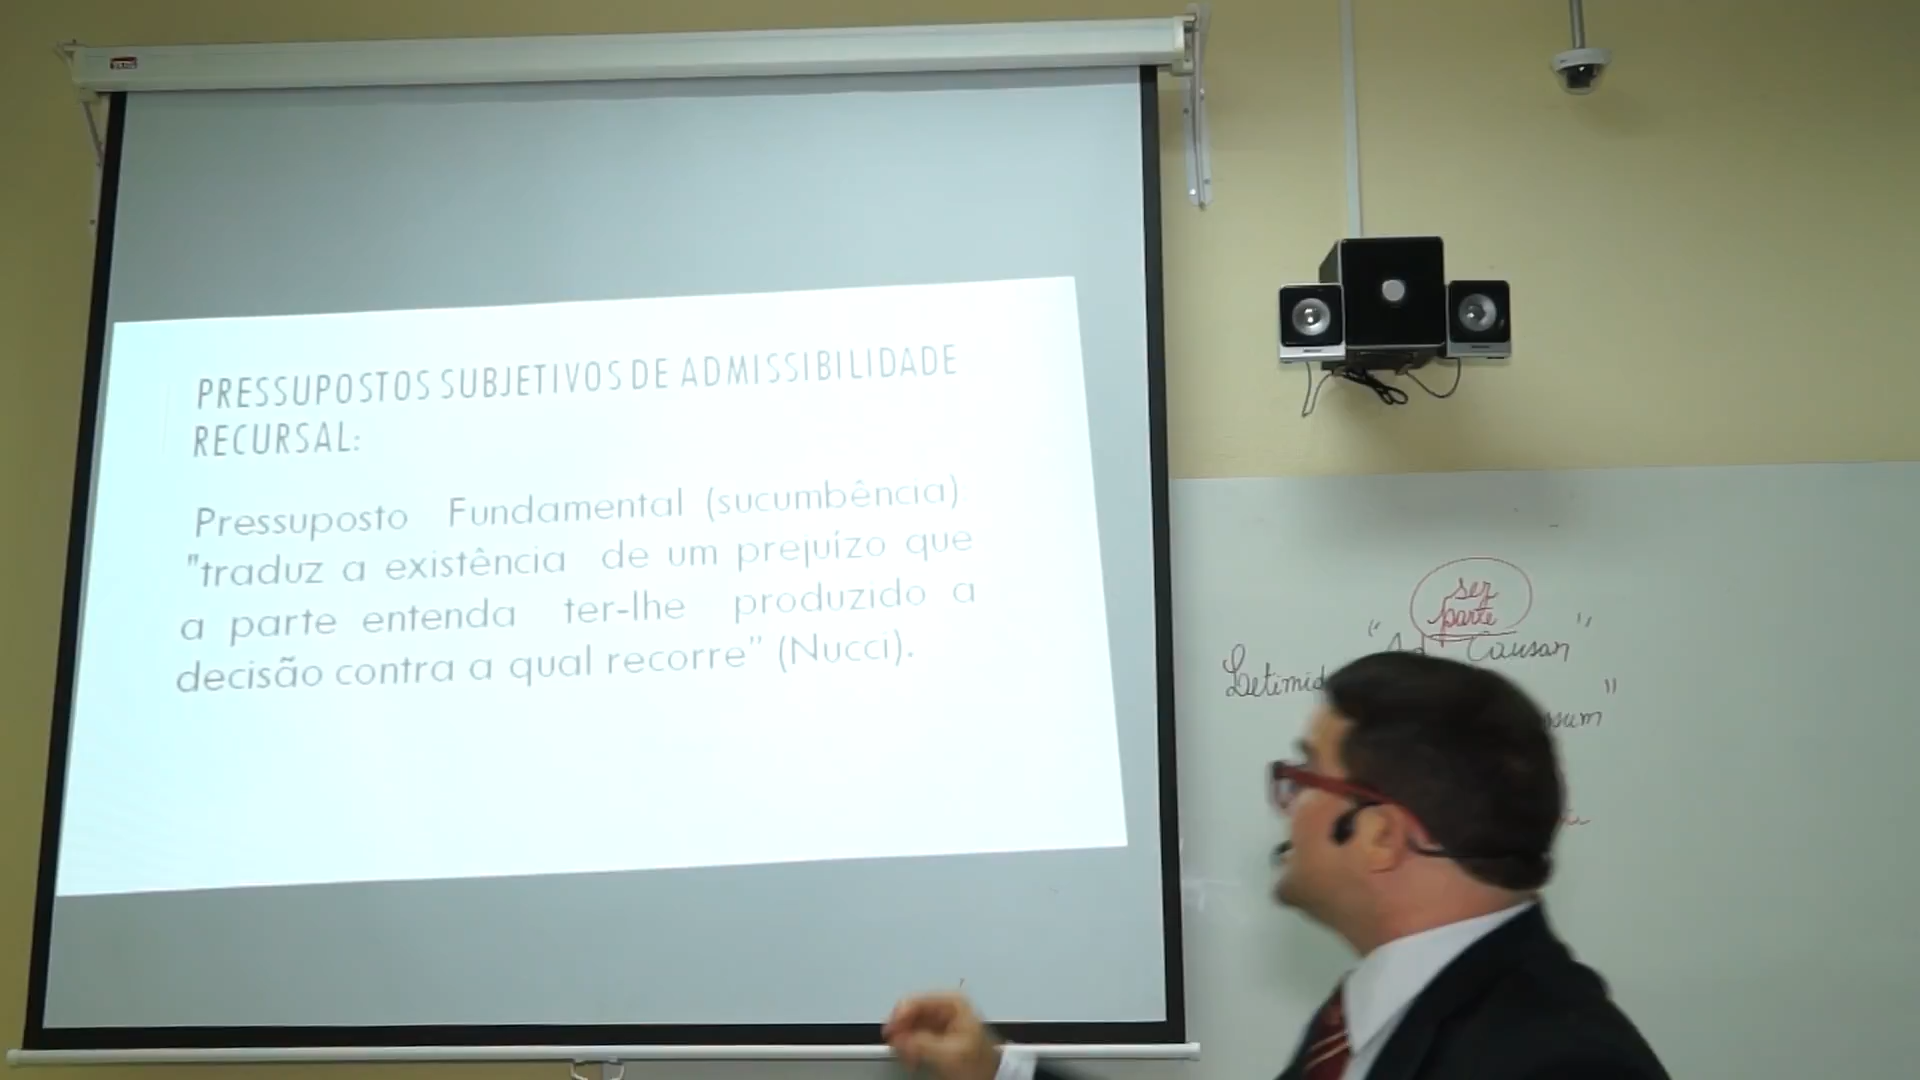 PRESSUPOSTOS SUBJETIVOS DE ADMISSIBILIDADE
RECURSAL:
Pressuposto Fundamental (sucumbência)
"traduz a existência de um prejuízo que
a parte entenda ter-lhe produzido a
decisão contra a qual recorre" (Nucci).
ser
parte
"Ad Causam"